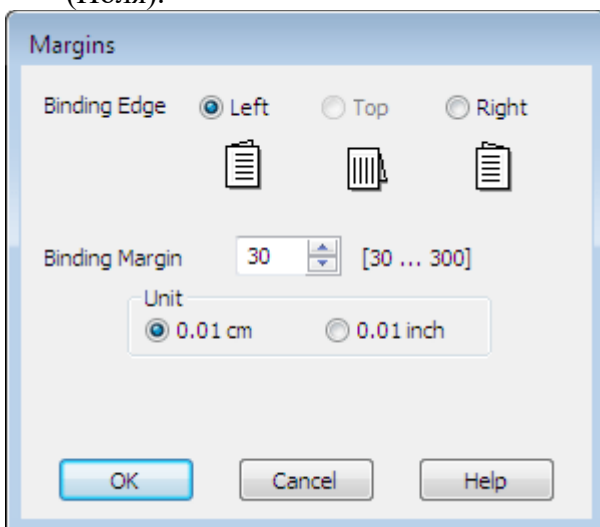 (Поля).
Margins
Binding Edge Left Top Right
Binding Margin 30 [30 ... 300]
Unit
0.01 cm 0.01 inch
OK Cancel Help